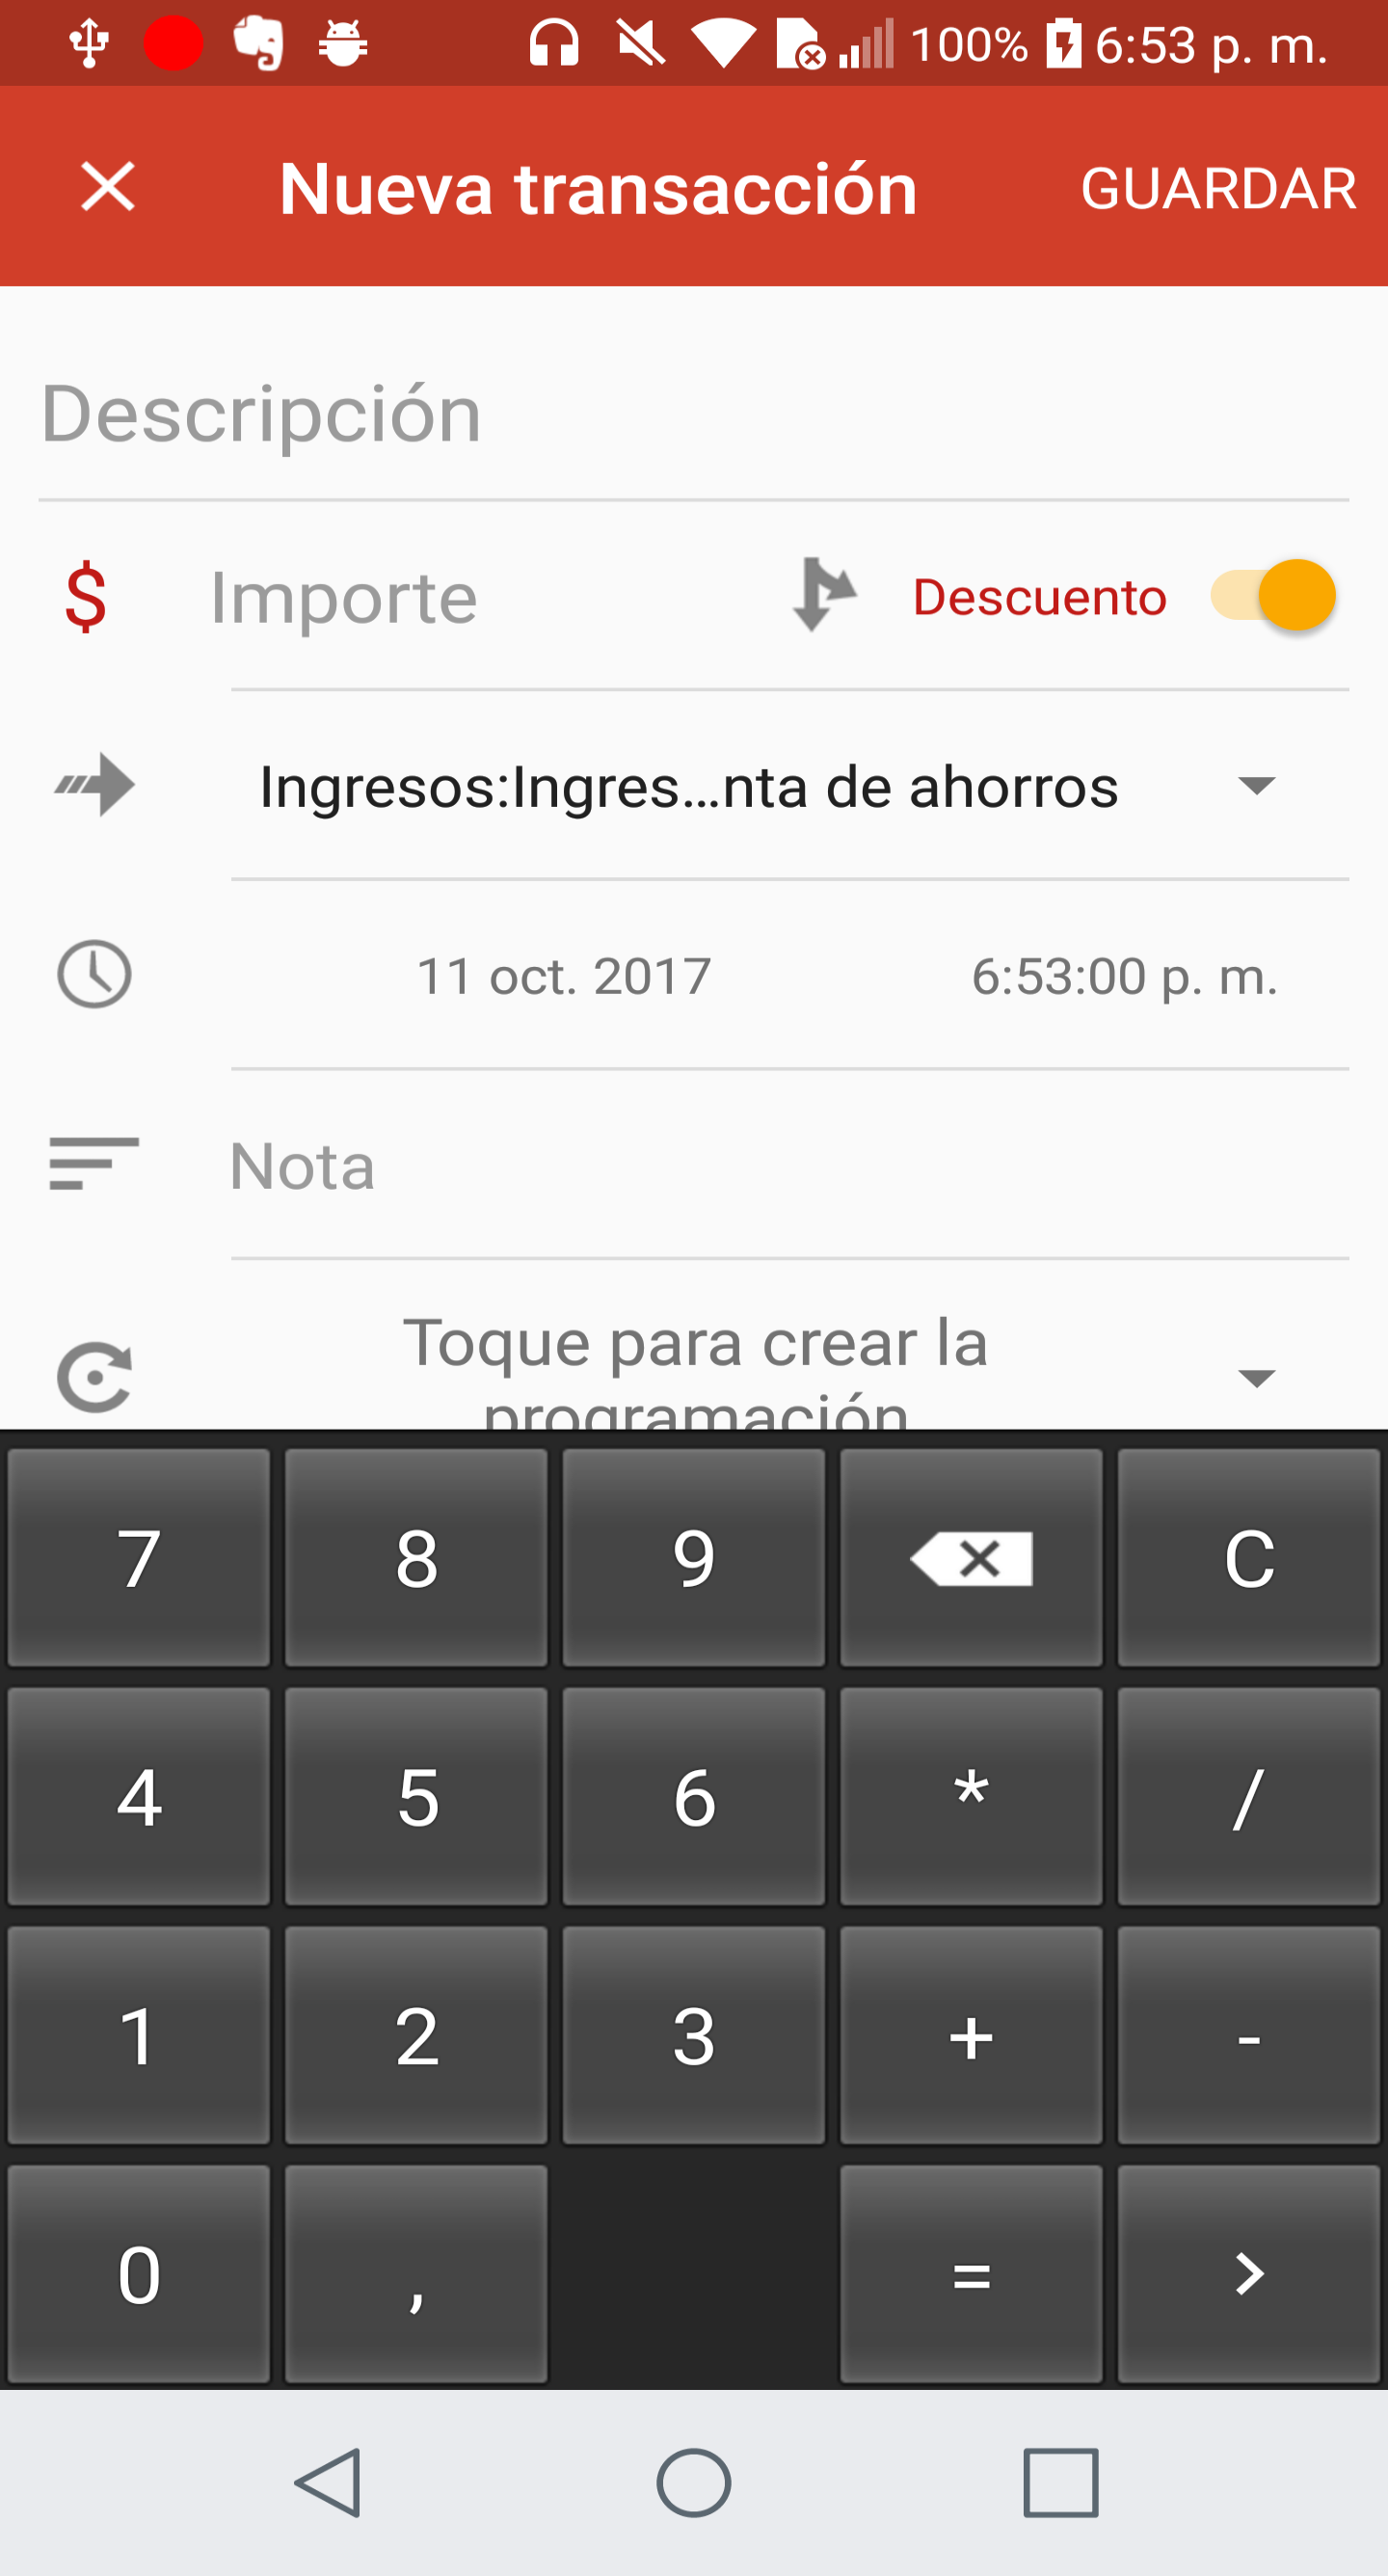 100% 6:53 p. m.
Nueva transacción GUARDAR
Descripción
$ Importe Descuento
Ingresos:Ingres...nta de ahorros
11 oct. 2017 6:53:00 p. m.
Nota
Toque para crear la
programación
7 8 9 C
4 5 6 * /
1 2 3 + -
0 , = >